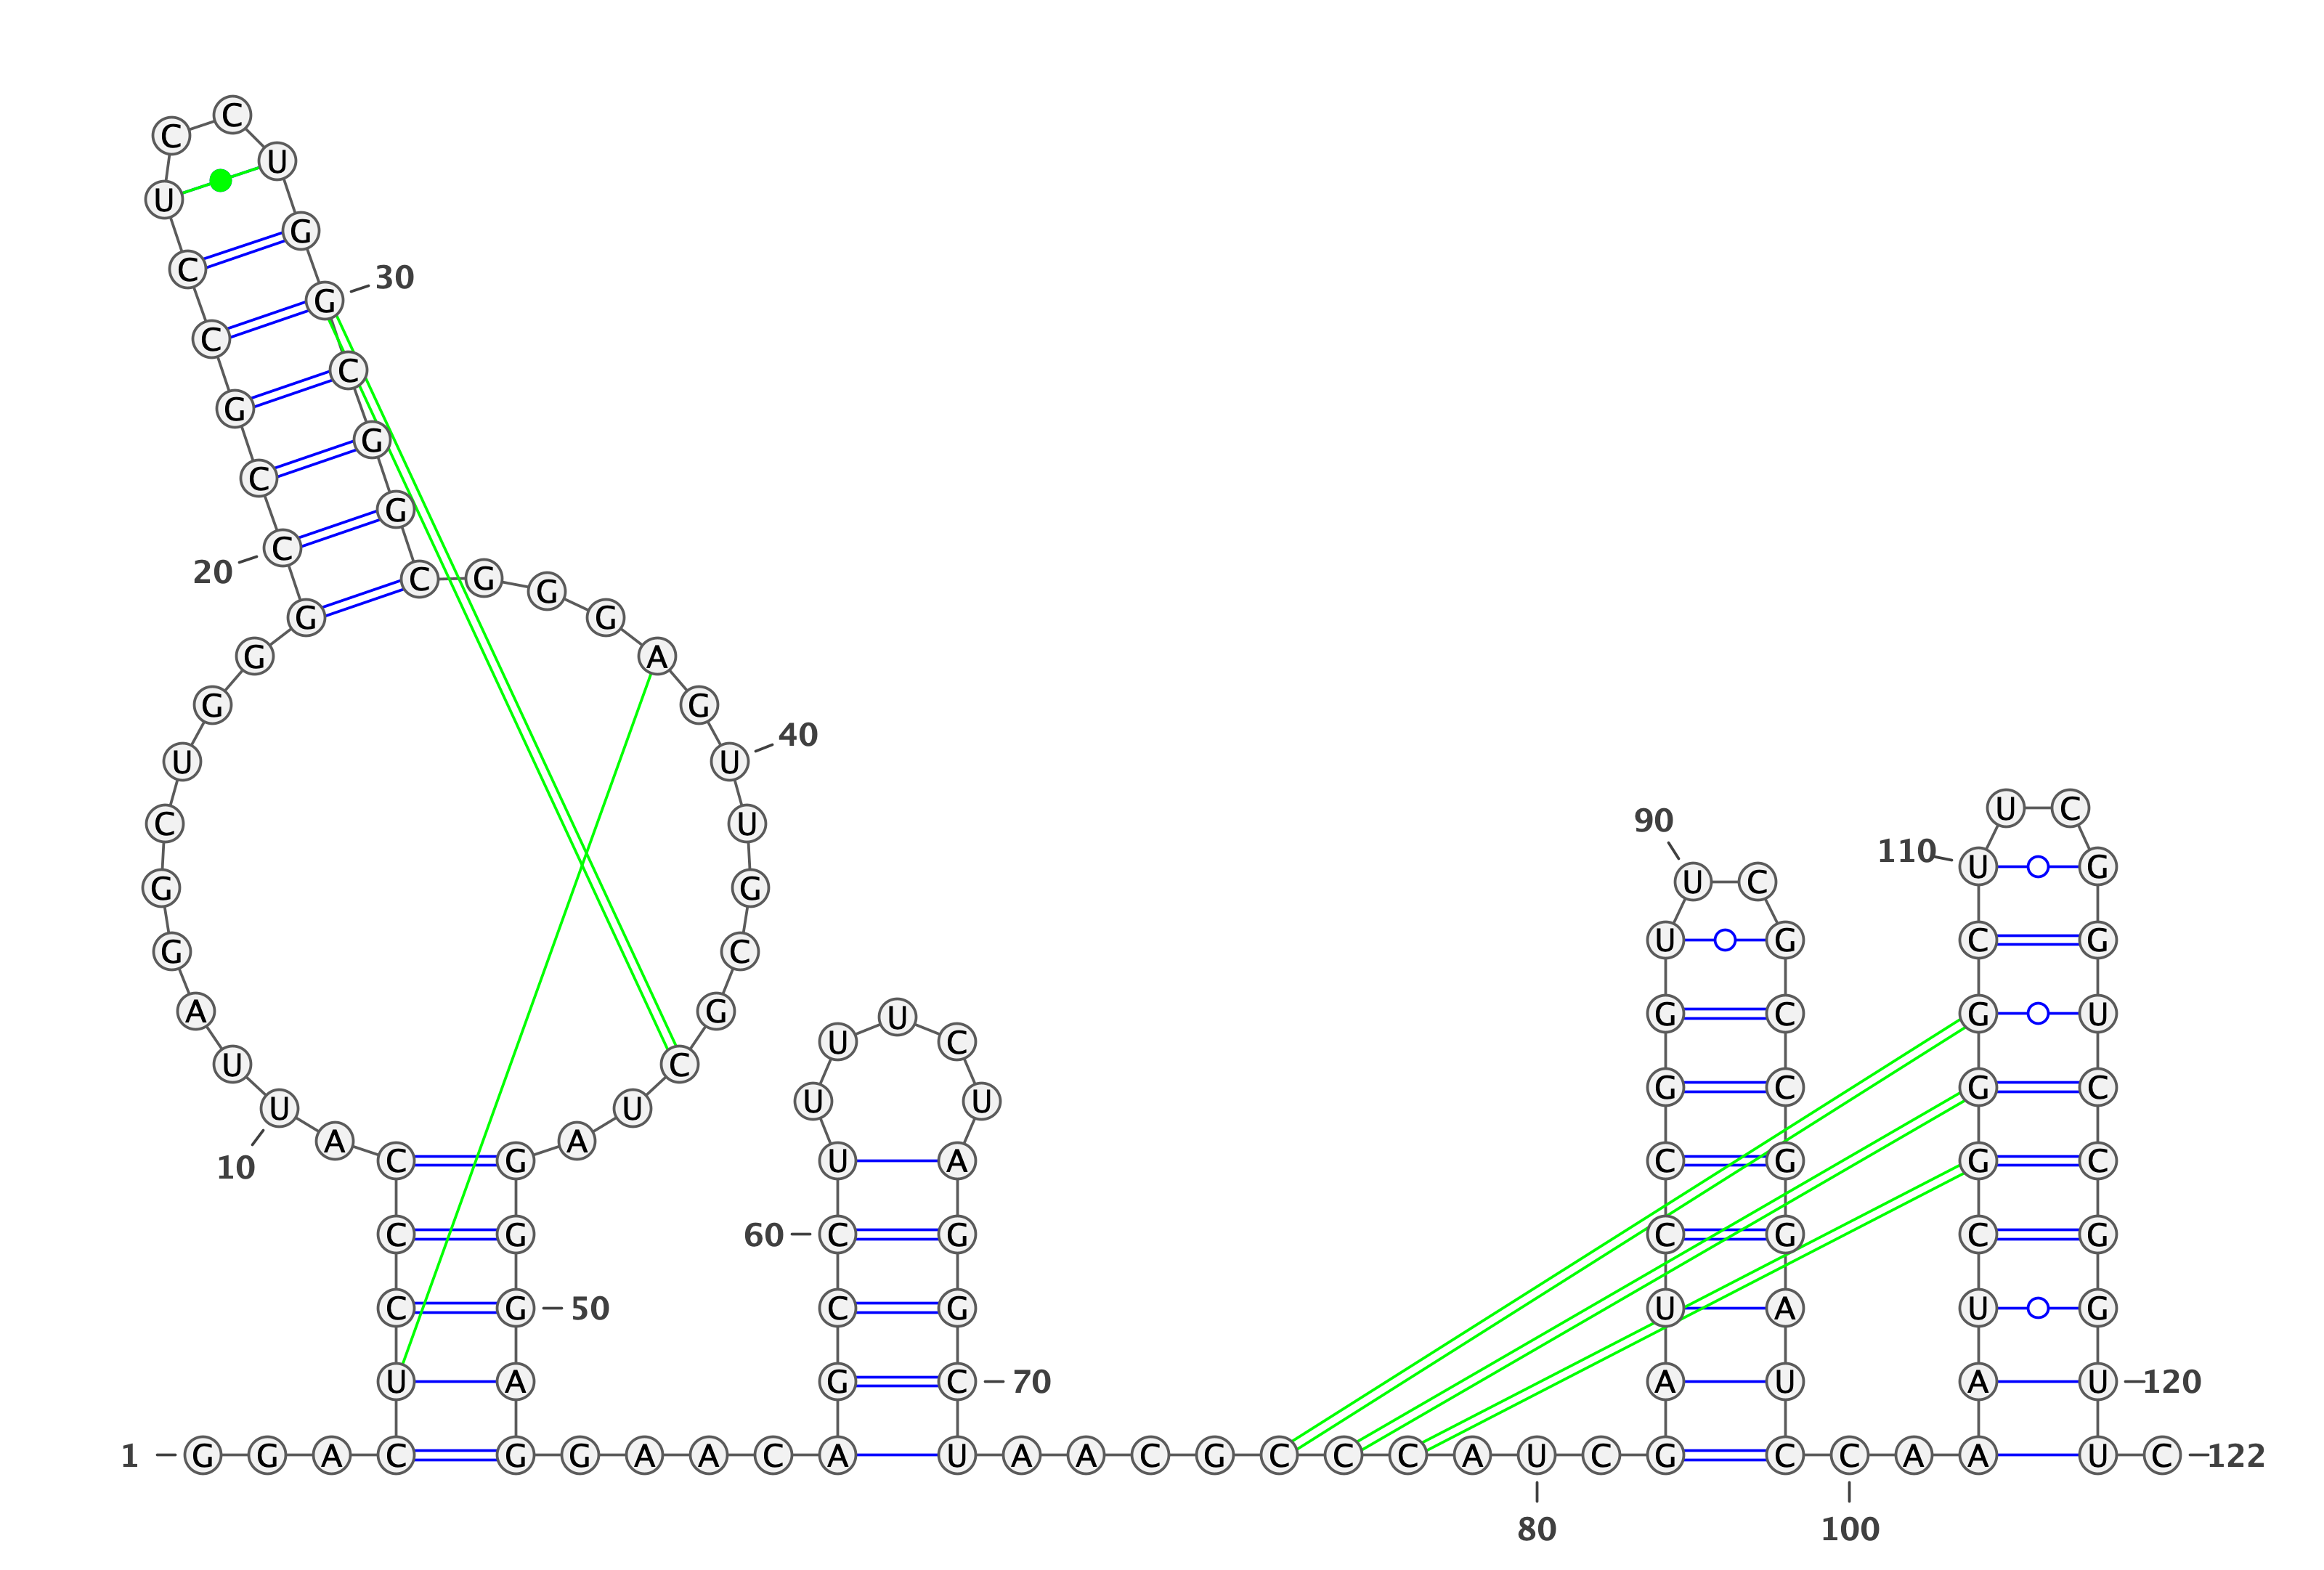 C C
U U
C G
C G 30
G C
C G
C G
20 G C G G G
G A
G G 40
U U
C U 90 U C
G G 110 U G U C
G C U G C G
A G U U C G C G U
U C
U C
U U U U G C G C
A C G A U A C G G C
10
C G 60 C G C G C G
C G 50 C G U A U G
U A G C 70 A U A U 120
1 G G A C G G A A C A U A A C G C C C A U C G C C A A U C 122
80 100